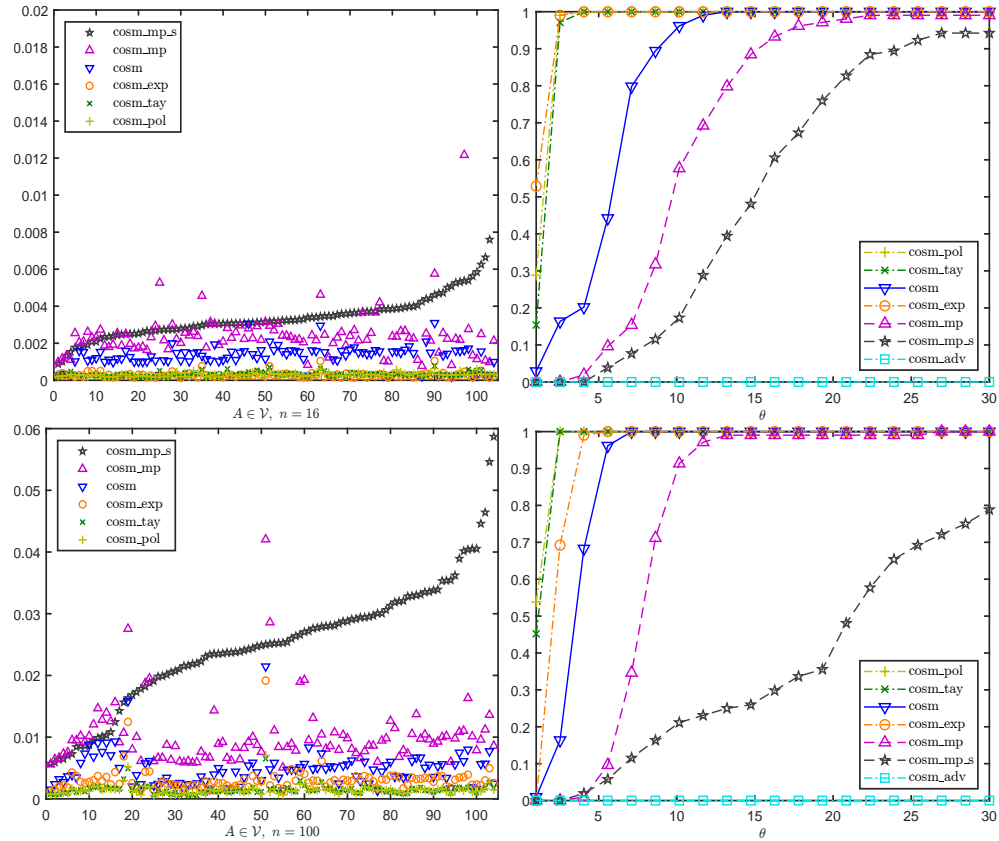 0.02
0.018
0.016
0.014
0.012
0.01
0.008
0.006
0.004
0.002
0
cosm_mp_s
cosm_mp
cosm
cosm_exp
cosm_tay
cosm_pol
0 10 20 30 40 50 60 70 80 90 100
A ∈ 𝒱, n = 16
1
0.9
0.8
0.7
0.6
0.5
0.4
0.3
0.2
0.1
0
cosm_pol
cosm_tay
cosm
cosm_exp
cosm_mp
cosm_mp_s
cosm_adv
5 10 15 20 25 30
θ
0.06
0.05
0.04
0.03
0.02
0.01
0
cosm_mp_s
cosm_mp
cosm
cosm_exp
cosm_tay
cosm_pol
0 10 20 30 40 50 60 70 80 90 100
A ∈ 𝒱, n = 100
1
0.9
0.8
0.7
0.6
0.5
0.4
0.3
0.2
0.1
0
cosm_pol
cosm_tay
cosm
cosm_exp
cosm_mp
cosm_mp_s
cosm_adv
5 10 15 20 25 30
θ